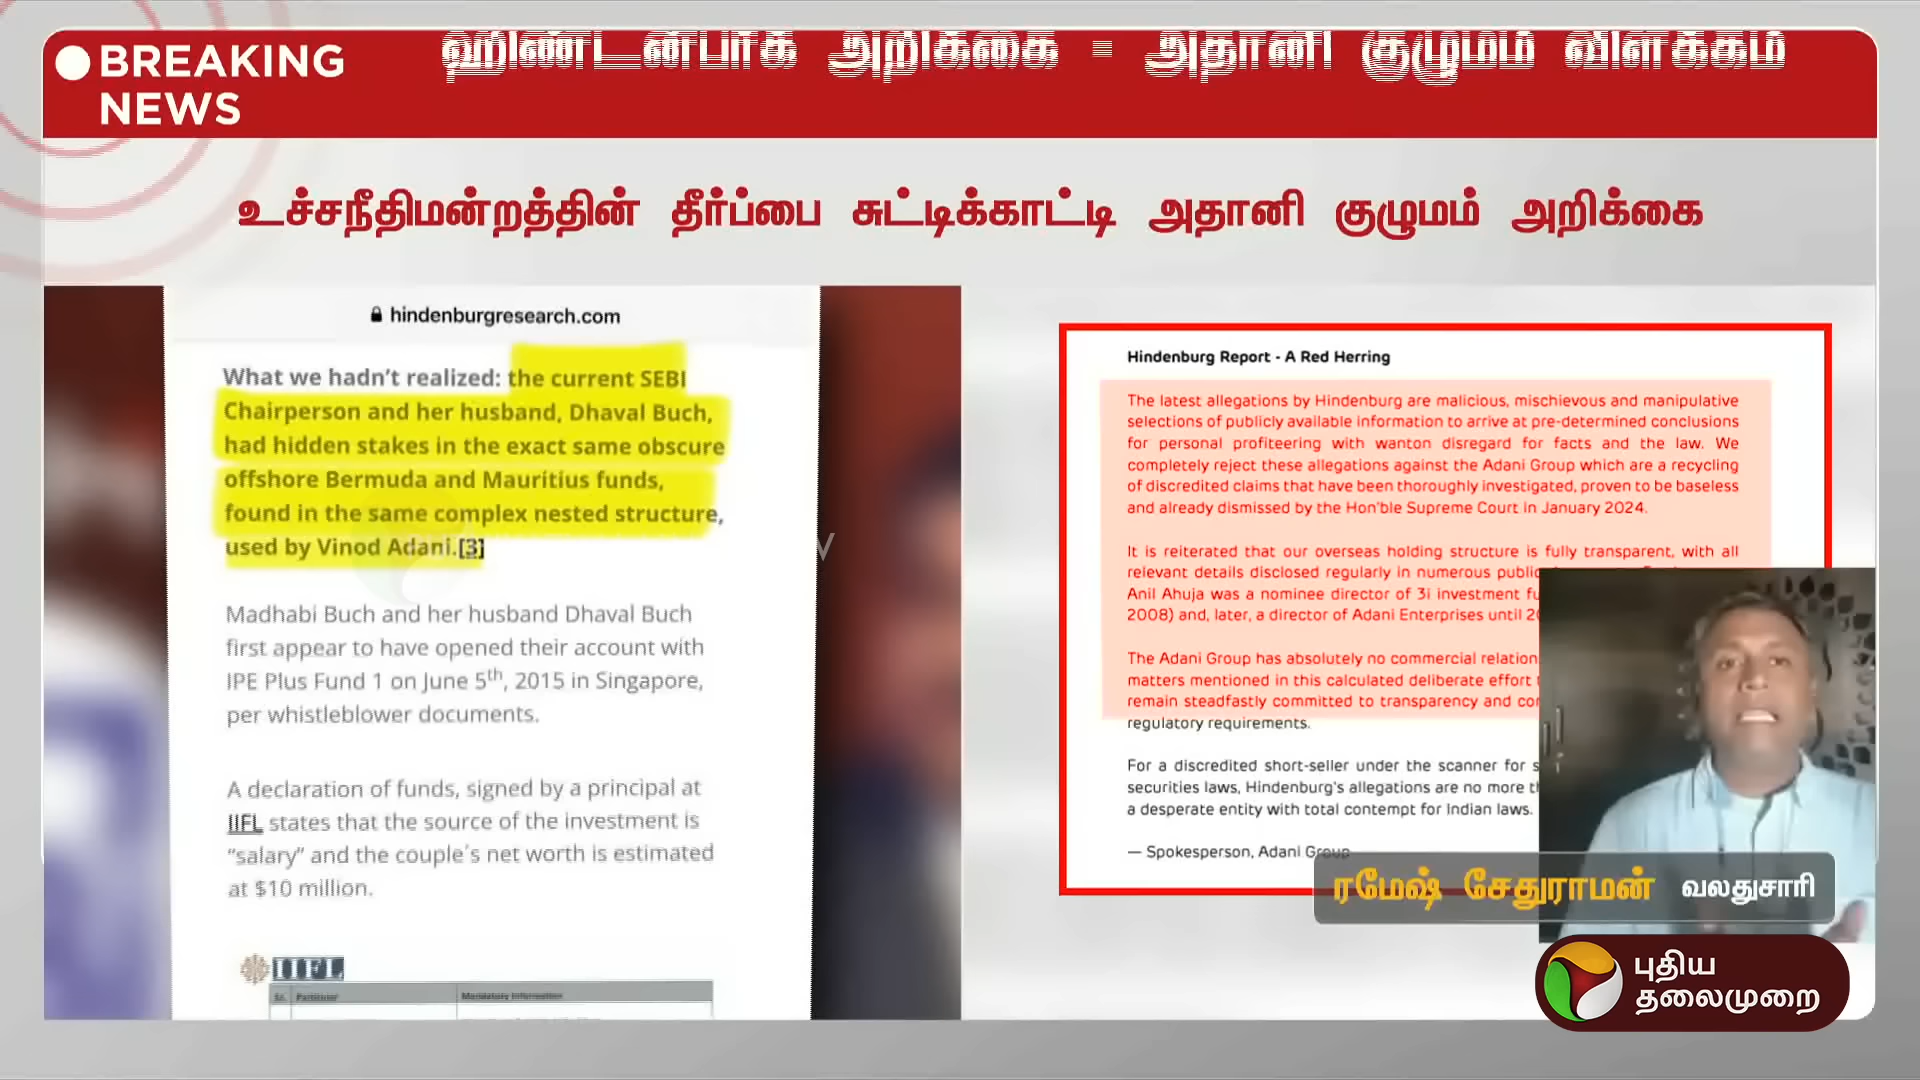 BREAKING
NEWS
ஹிண்டன்பர்க் அறிக்கை - அதானி குழுமம் விளக்கம்
உச்சநீதிமன்றத்தின் தீர்ப்பை சுட்டிக்காட்டி அதானி குழுமம் அறிக்கை
hindenburgresearch.com
What we hadn't realized: the current SEBI
Chairperson and her husband, Dhaval Buch,
had hidden stakes in the exact same obscure
offshore Bermuda and Mauritius funds,
found in the same complex nested structure,
used by Vinod Adani.[3]
Madhabi Buch and her husband Dhaval Buch
first appear to have opened their account with
IPE Plus Fund 1 on June 5th, 2015 in Singapore,
per whistleblower documents.
A declaration of funds, signed by a principal at
IIFL states that the source of the investment is
“salary” and the couple's net worth is estimated
at $10 million.
IIFL
Sr. Particular Mandatory Information
Hindenburg Report - A Red Herring
The latest allegations by Hindenburg are malicious, mischievous and manipulative
selections of publicly available information to arrive at pre-determined conclusions
for personal profiteering with wanton disregard for facts and the law. We
completely reject these allegations against the Adani Group which are a recycling
of discredited claims that have been thoroughly investigated, proven to be baseless
and already dismissed by the Hon'ble Supreme Court in January 2024.
It is reiterated that our overseas holding structure is fully transparent, with all
relevant details disclosed regularly in numerous public
Anil Ahuja was a nominee director of 3i investment fu
2008) and, later, a director of Adani Enterprises until 20
The Adani Group has absolutely no commercial relation
matters mentioned in this calculated deliberate effort
remain steadfastly committed to transparency and co
regulatory requirements.
For a discredited short-seller under the scanner for s
securities laws, Hindenburg's allegations are no more th
a desperate entity with total contempt for Indian laws.
— Spokesperson, Adani Group
ரமேஷ் சேதுராமன் வலதுசாரி
புதிய
தலைமுறை